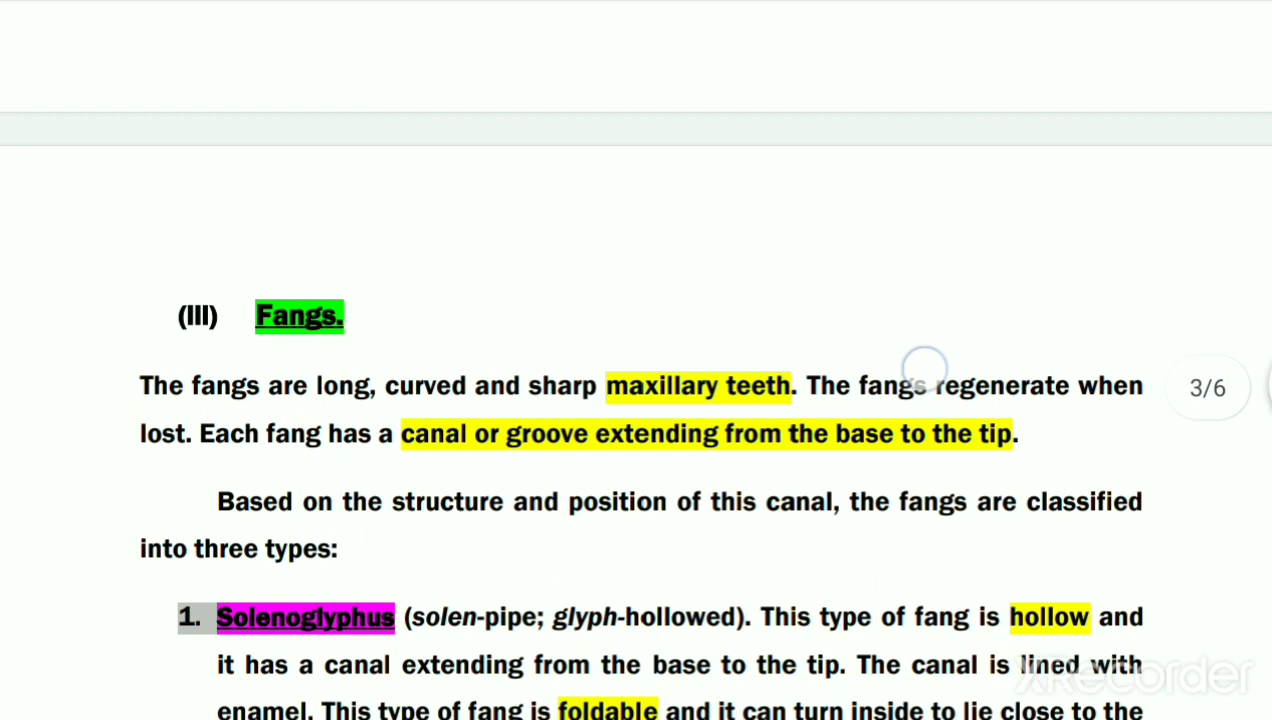 (III) Fangs.
The fangs are long, curved and sharp maxillary teeth. The fangs regenerate when
3/6
lost. Each fang has a canal or groove extending from the base to the tip.
Based on the structure and position of this canal, the fangs are classified
into three types:
1. Solenoglyphus (solen-pipe; glyph-hollowed). This type of fang is hollow and
it has a canal extending from the base to the tip. The canal is lined with
XRecorder
enamel. This type of fang is foldable and it can turn inside to lie close to the